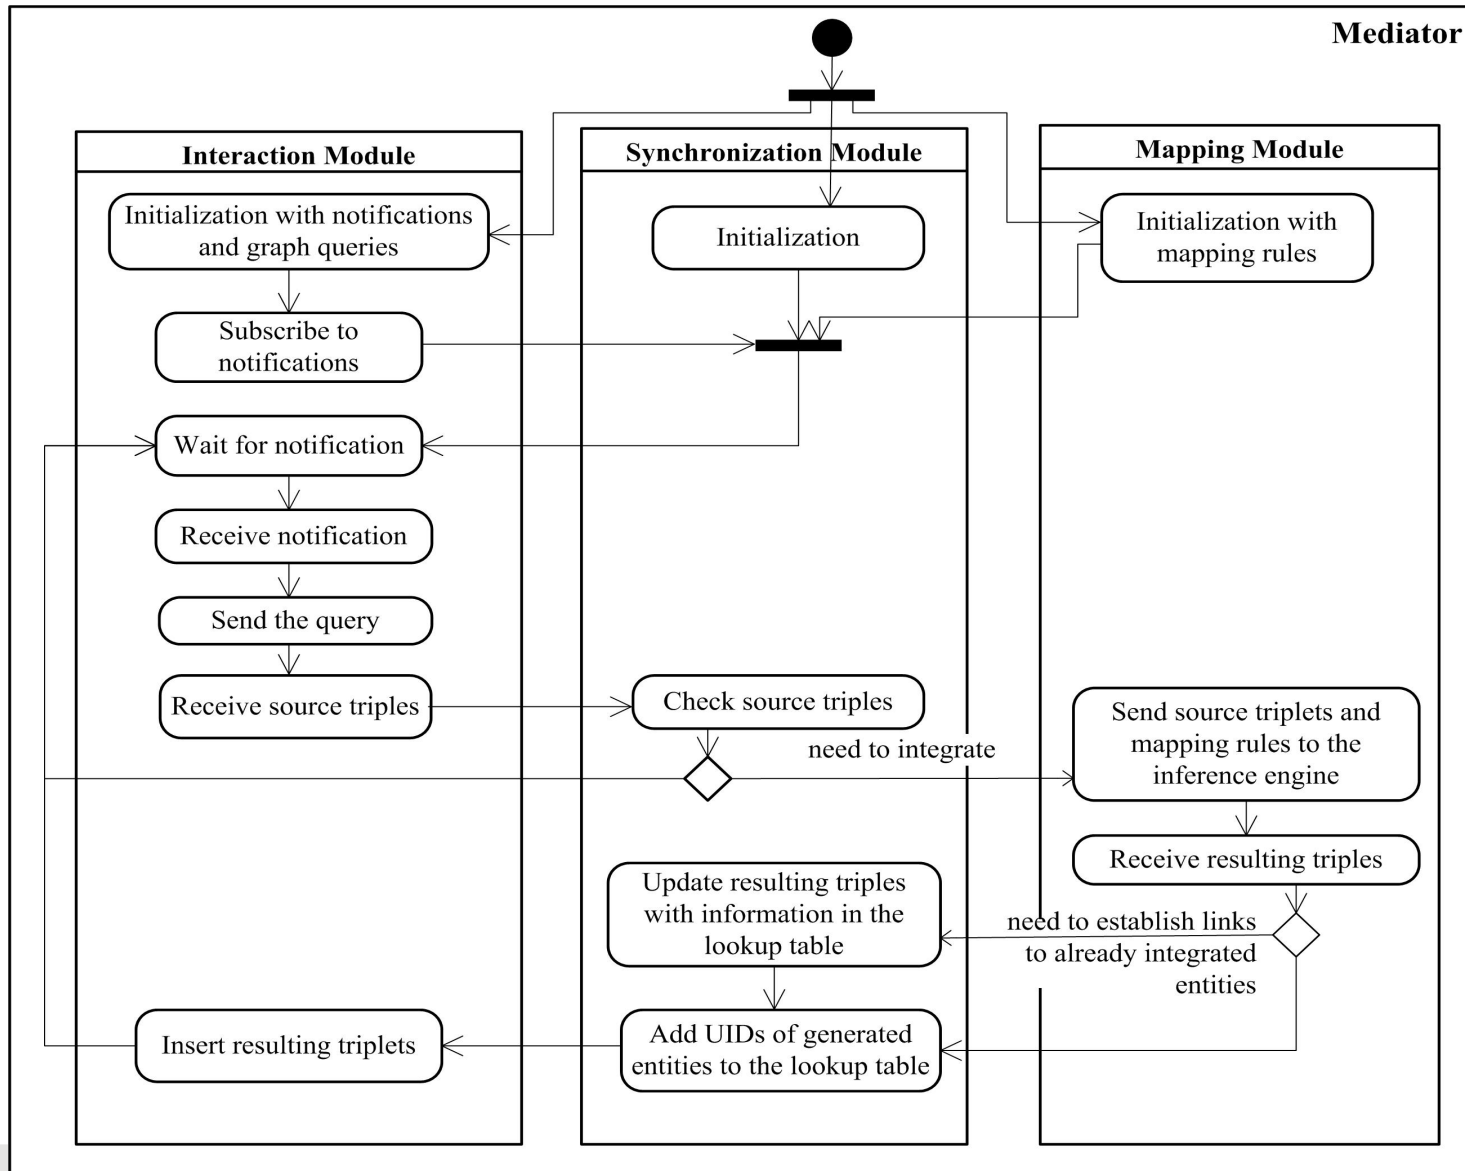 Mediator
Interaction Module
Synchronization Module
Mapping Module
Initialization with notifications
and graph queries
Initialization
Initialization with
mapping rules
Subscribe to
notifications
Wait for notification
Receive notification
Send the query
Receive source triples
Check source triples
need to integrate
Send source triplets and
mapping rules to the
inference engine
Receive resulting triples
need to establish links
to already integrated
entities
Update resulting triples
with information in the
lookup table
Add UIDs of generated
entities to the lookup table
Insert resulting triplets